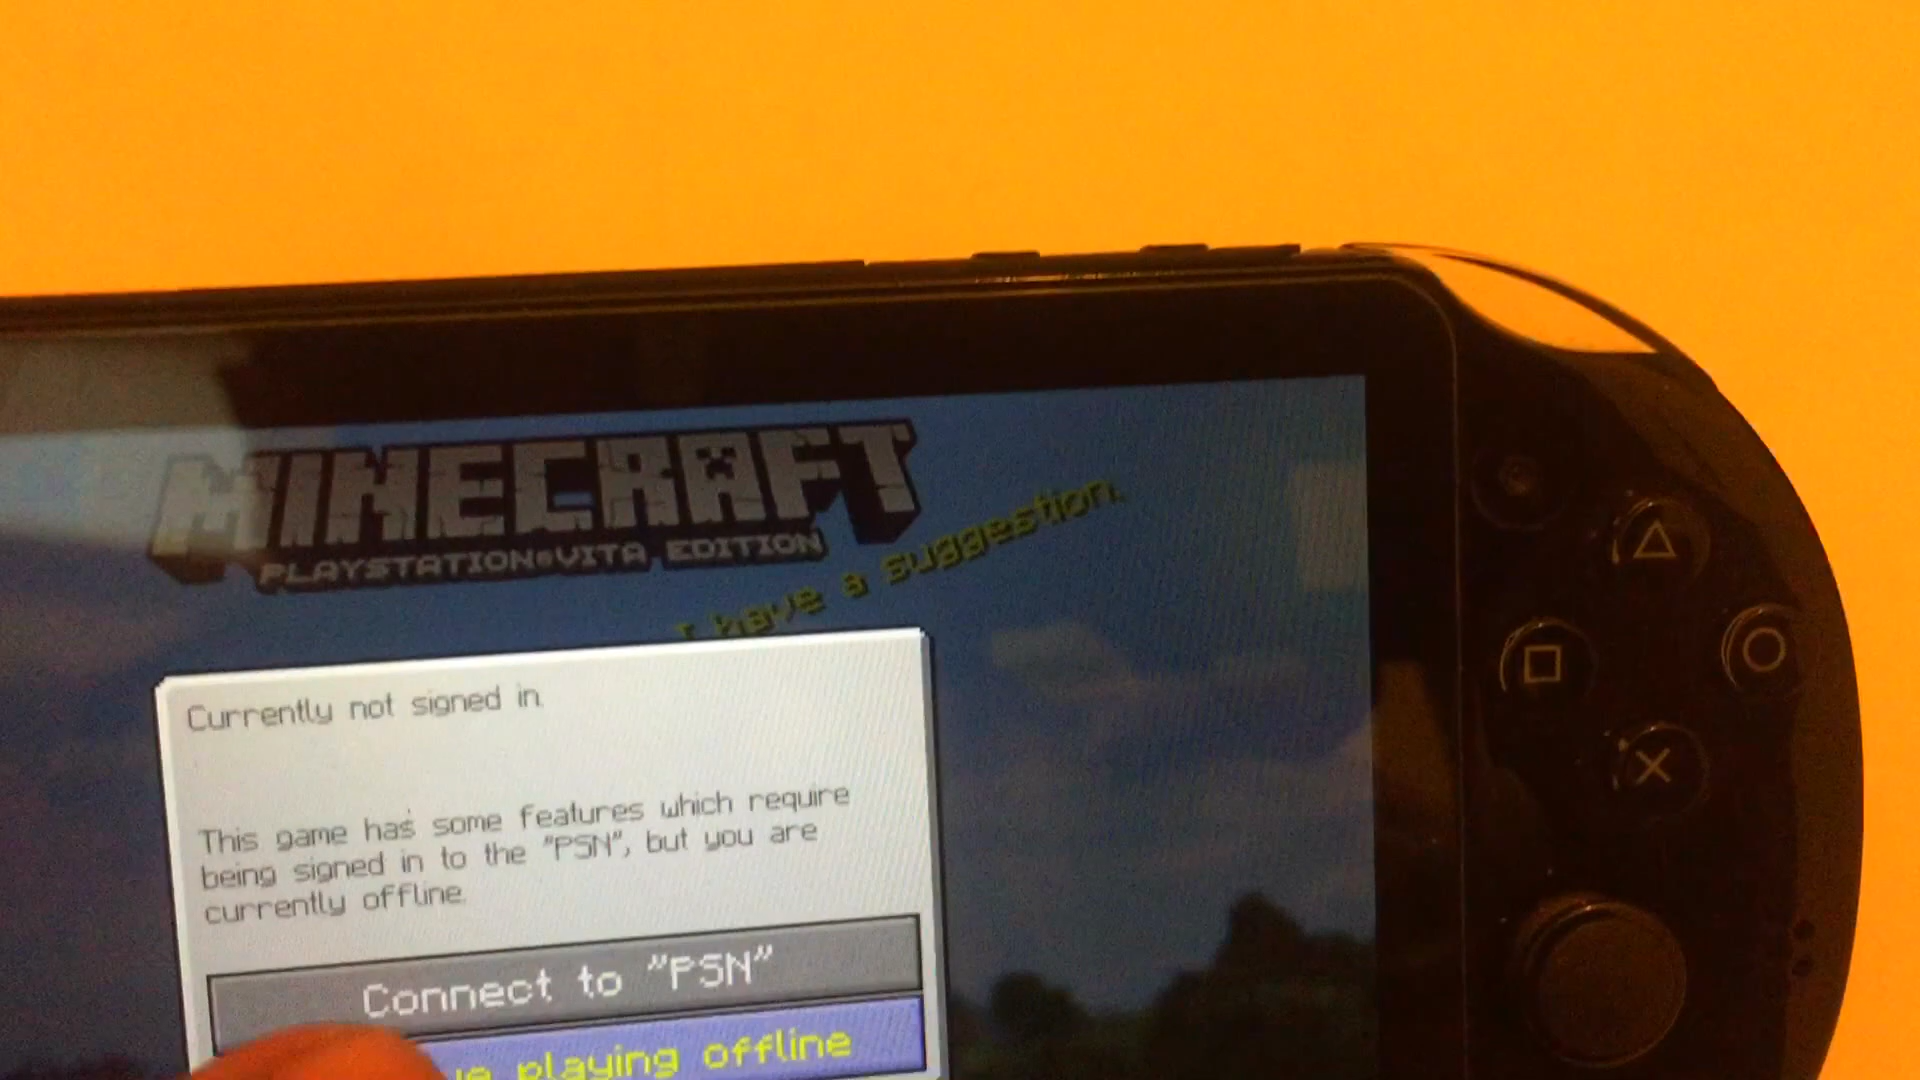 MINECRAFT
PLAYSTATION®VITA EDITION
I have a suggestion.
Currently not signed in.
This game has some features which require
being signed in to the "PSN", but you are
currently offline.
Connect to "PSN"
playing offline